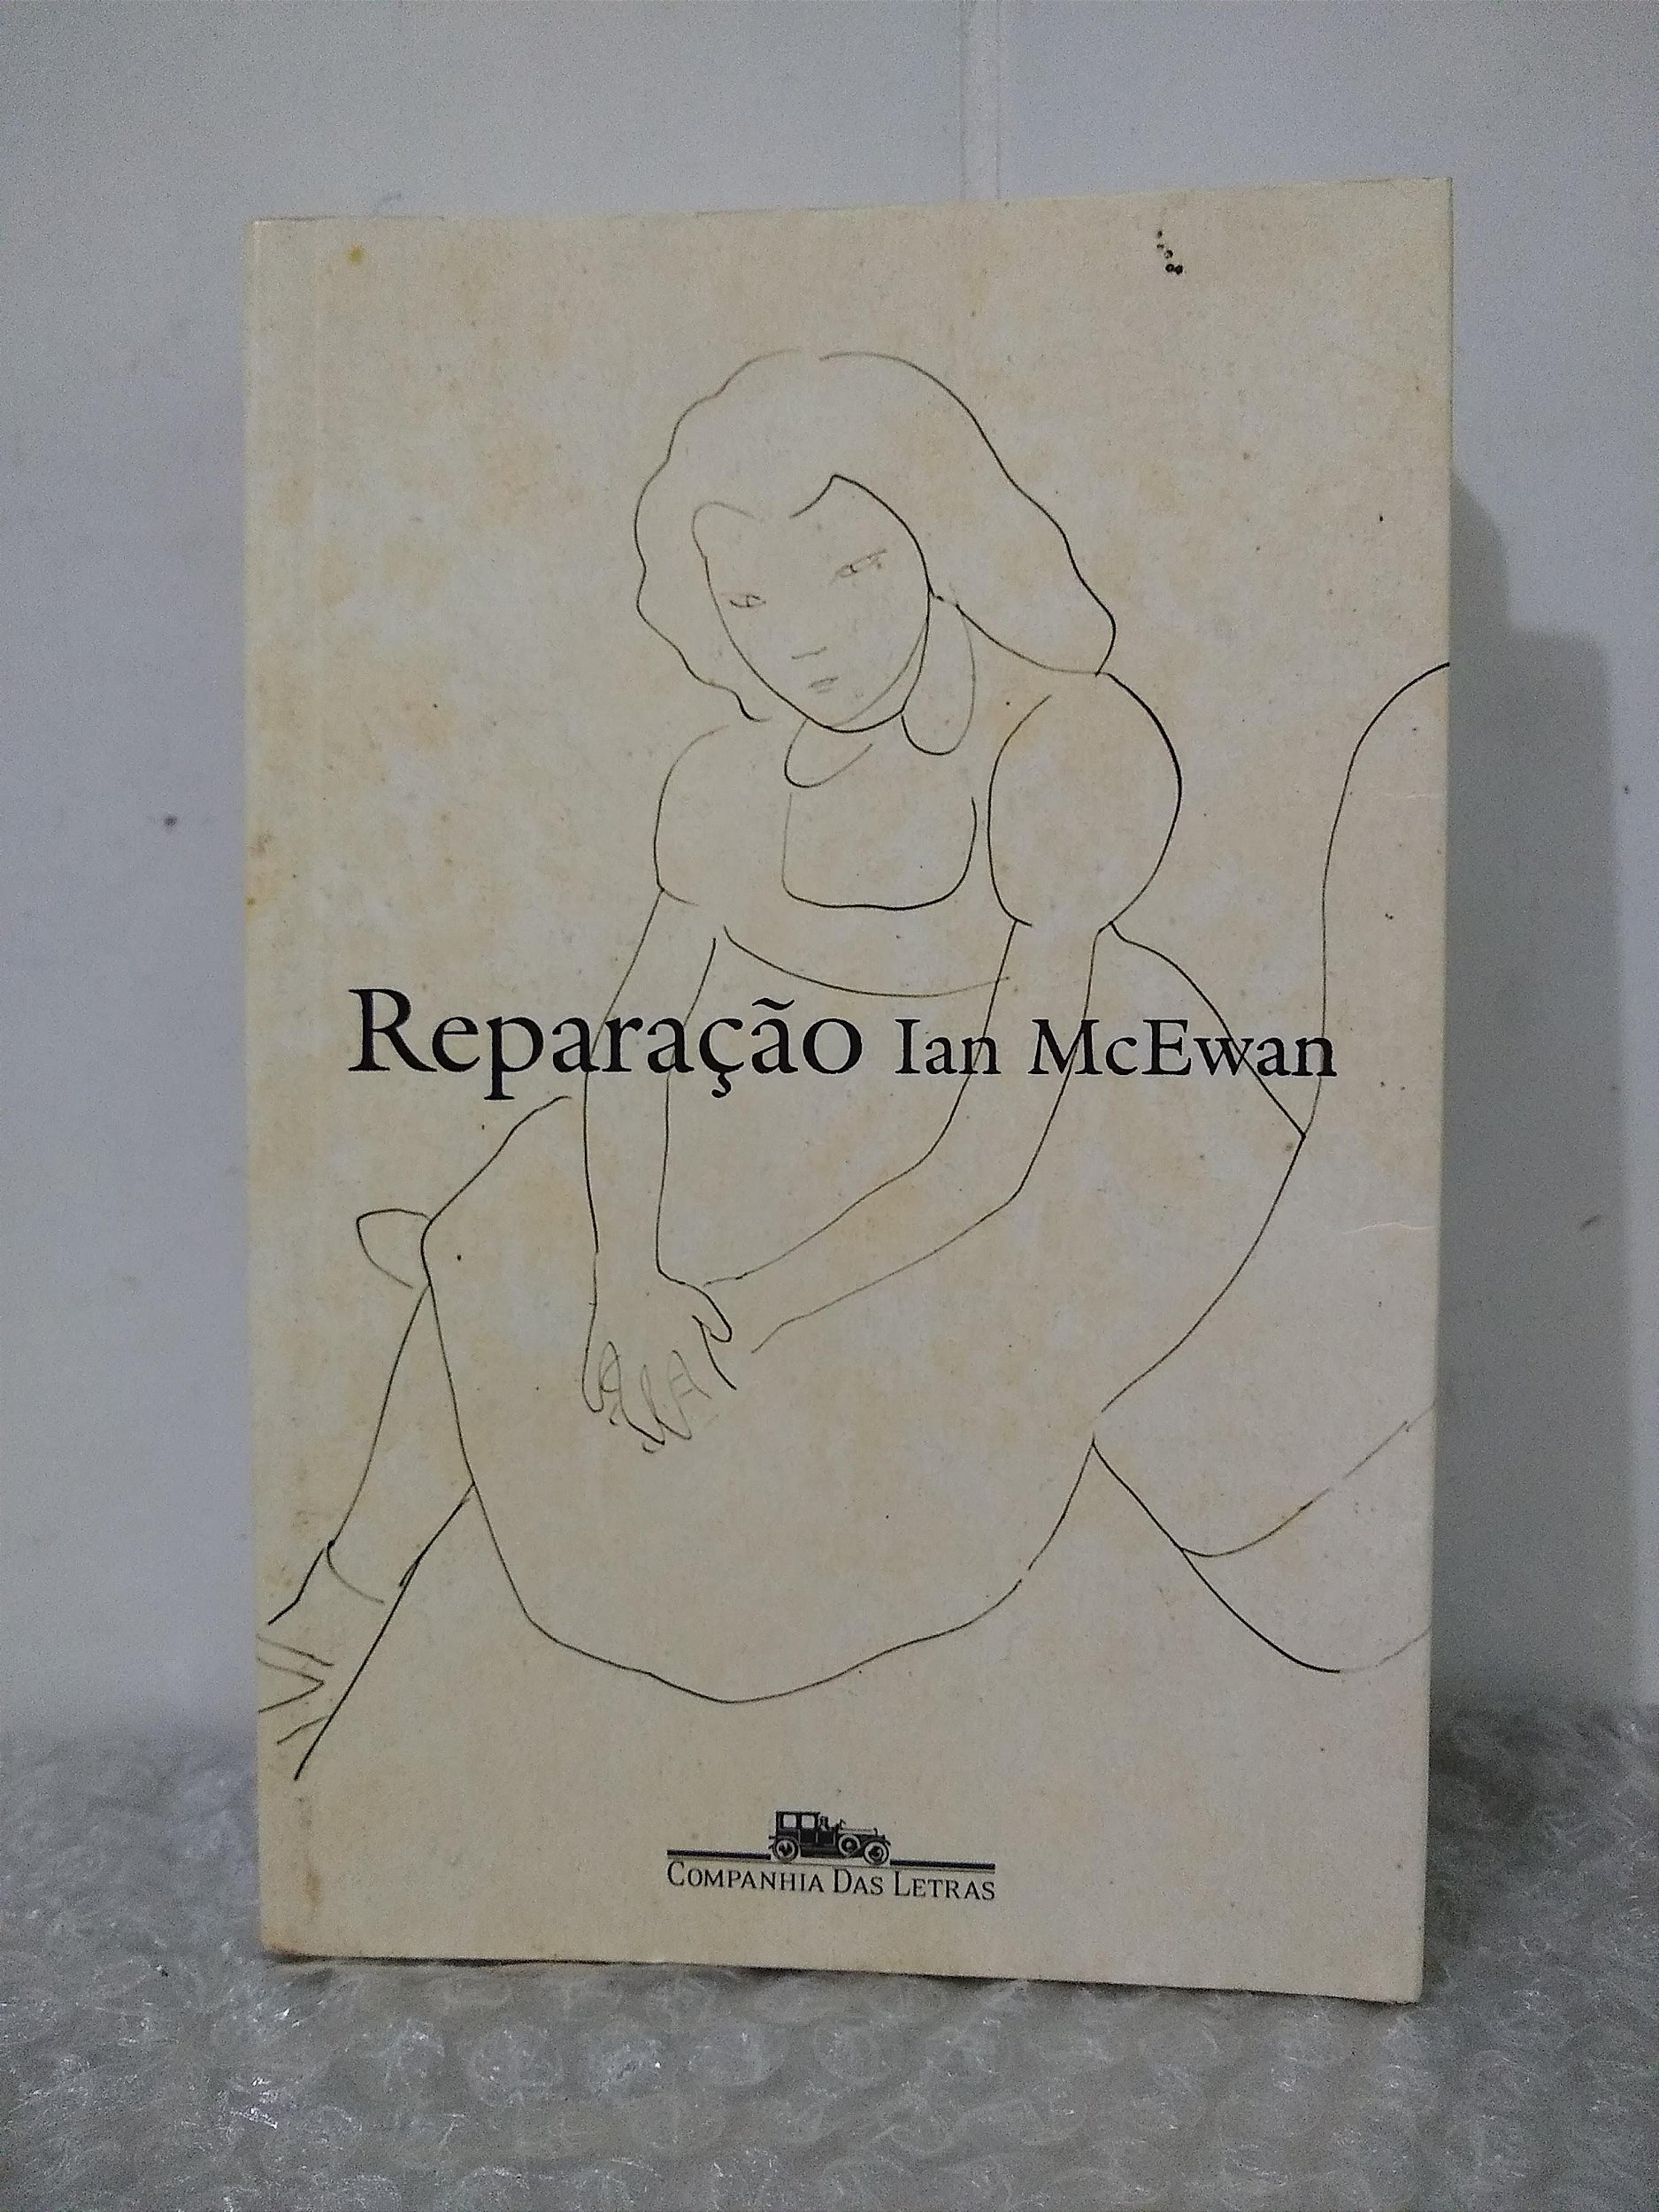 Reparação Ian McEwan
Companhia Das Letras